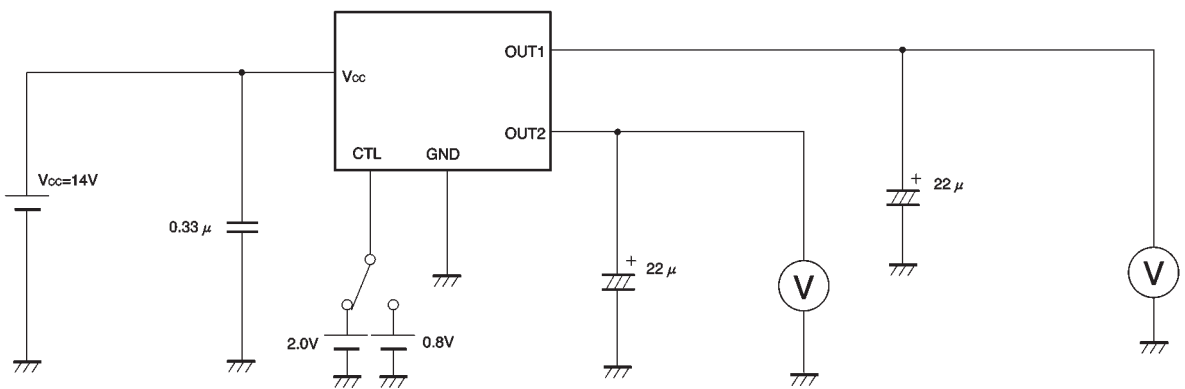 OUT1
Vcc
OUT2
CTL
GND
Vcc=14V
+
22 μ
0.33 μ
+
22 μ
V
V
2.0V
0.8V